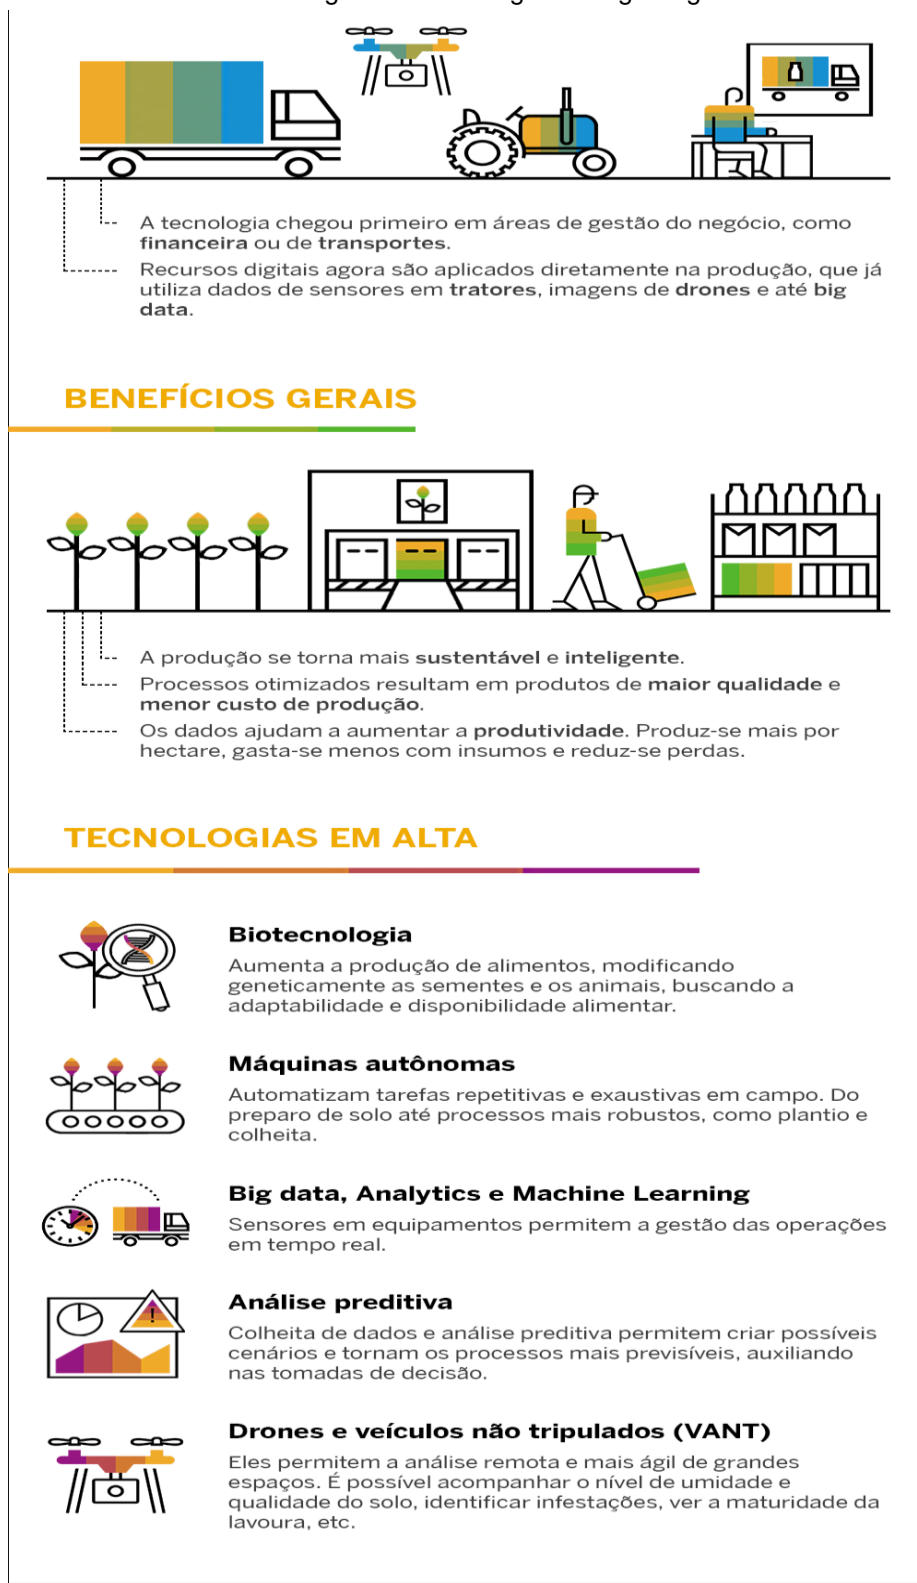 A tecnologia chegou primeiro em áreas de gestão do negócio, como
financeira ou de transportes.
Recursos digitais agora são aplicados diretamente na produção, que já
utiliza dados de sensores em tratores, imagens de drones e até big
data.
BENEFÍCIOS GERAIS
A produção se torna mais sustentável e inteligente.
Processos otimizados resultam em produtos de maior qualidade e
menor custo de produção.
Os dados ajudam a aumentar a produtividade. Produz-se mais por
hectare, gasta-se menos com insumos e reduz-se perdas.
TECNOLOGIAS EM ALTA
Biotecnologia
Aumenta a produção de alimentos, modificando
geneticamente as sementes e os animais, buscando a
adaptabilidade e disponibilidade alimentar.
Máquinas autônomas
Automatizam tarefas repetitivas e exaustivas em campo. Do
preparo de solo até processos mais robustos, como plantio e
colheita.
Big data, Analytics e Machine Learning
Sensores em equipamentos permitem a gestão das operações
em tempo real.
Análise preditiva
Colheita de dados e análise preditiva permitem criar possíveis
cenários e tornam os processos mais previsíveis, auxiliando
nas tomadas de decisão.
Drones e veículos não tripulados (VANT)
Eles permitem a análise remota e mais ágil de grandes
espaços. É possível acompanhar o nível de umidade e
qualidade do solo, identificar infestações, ver a maturidade da
lavoura, etc.